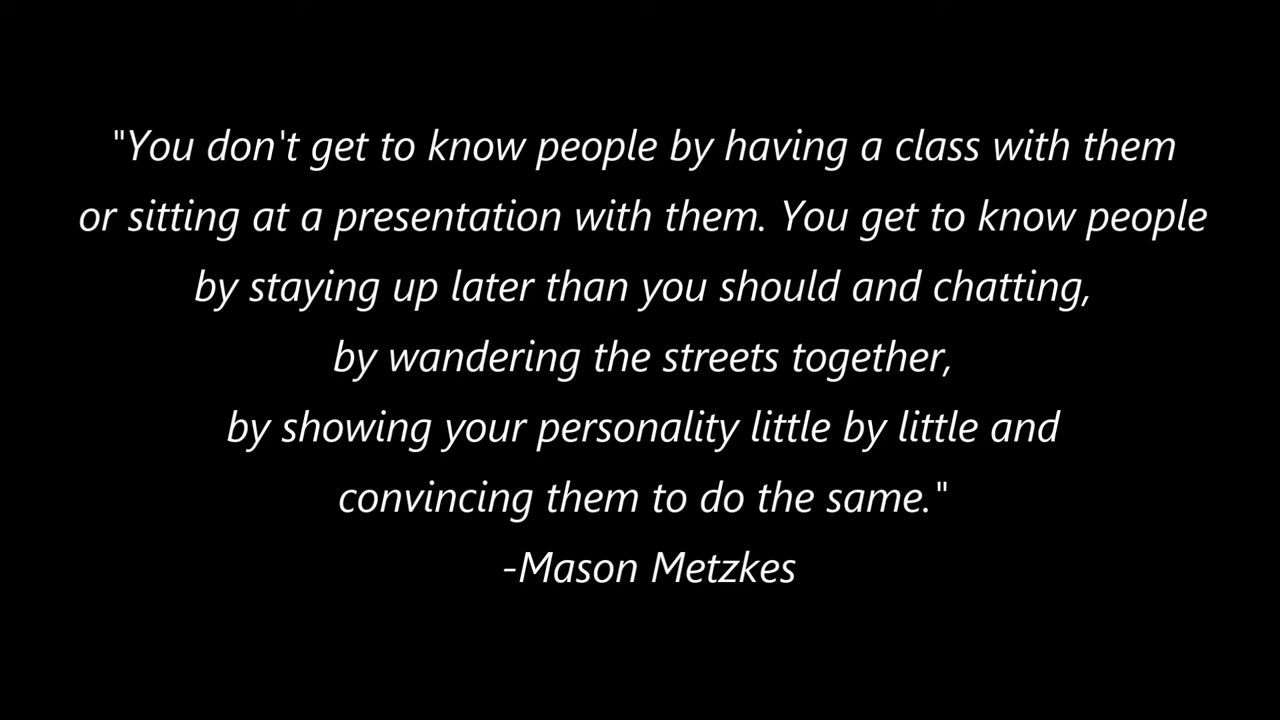 "You don't get to know people by having a class with them
or sitting at a presentation with them. You get to know people
by staying up later than you should and chatting,
by wandering the streets together,
by showing your personality little by little and
convincing them to do the same."
-Mason Metzkes